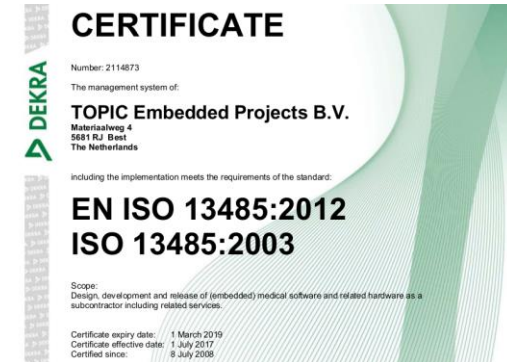 CERTIFICATE
Number: 2114873
The management system of:
TOPIC Embedded Projects B.V.
Materiaalweg 4
5681 RJ Best
The Netherlands
including the implementation meets the requirements of the standard:
EN ISO 13485:2012
ISO 13485:2003
Scope:
Design, development and release of (embedded) medical software and related hardware as a
subcontractor including related services.
Certificate expiry date: 1 March 2019
Certificate effective date: 1 July 2017
Certified since: 8 July 2008
DEKRA